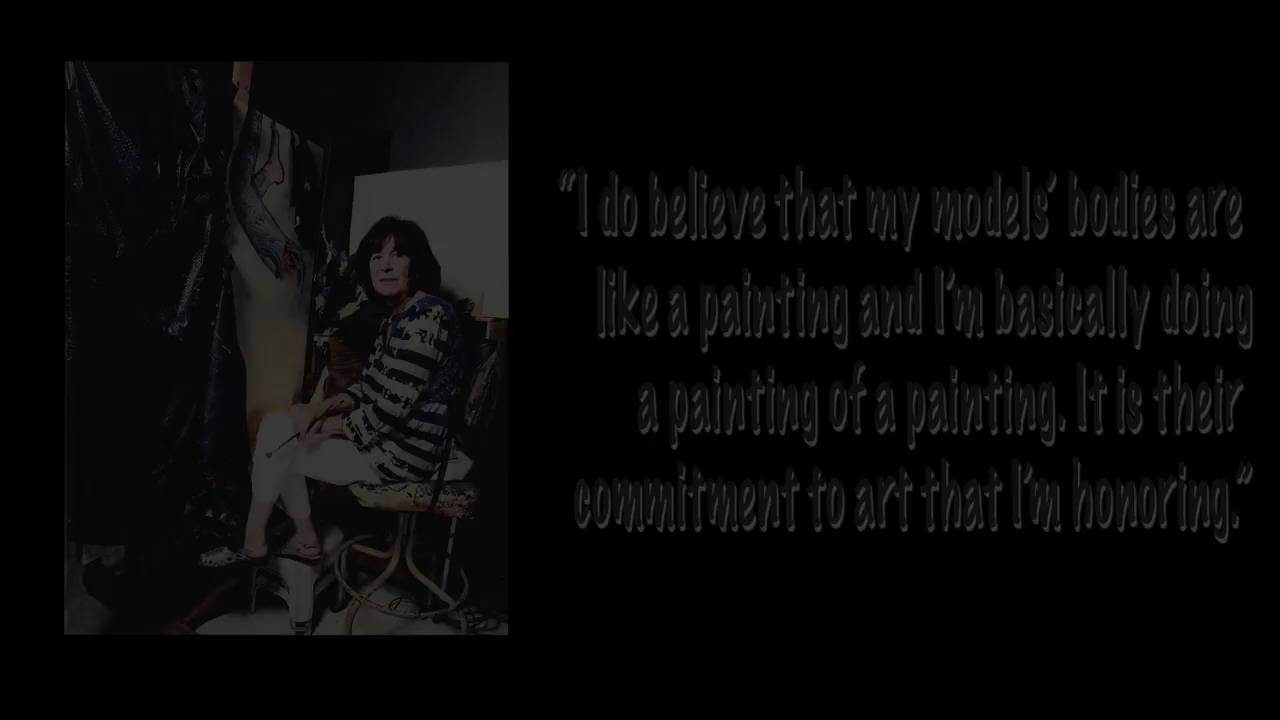 “I do believe that my models’ bodies are
like a painting and I’m basically doing
a painting of a painting. It is their
commitment to art that I’m honoring.”